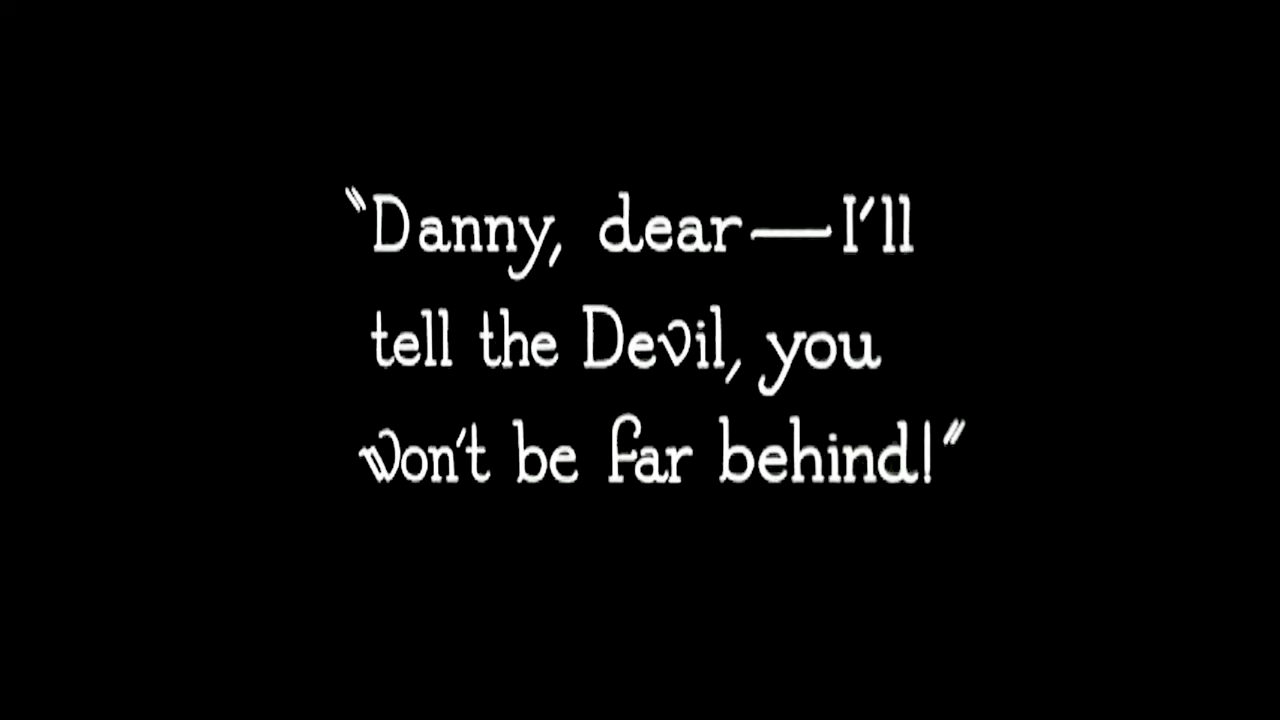 "Danny, dear—I'll
tell the Devil, you
won't be far behind!"